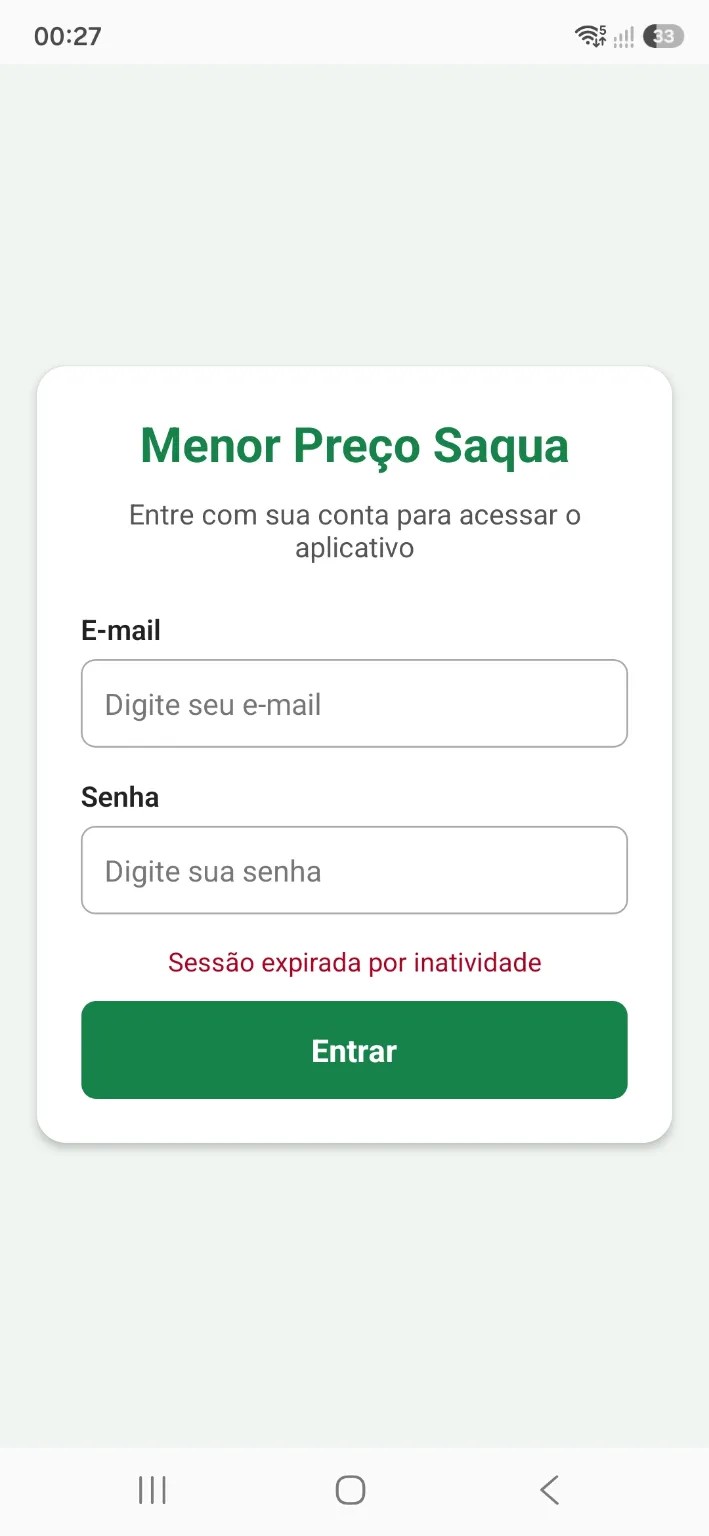 00:27
5
33
Menor Preço Saqua
Entre com sua conta para acessar o
aplicativo
E-mail
Digite seu e-mail
Senha
Digite sua senha
Sessão expirada por inatividade
Entrar